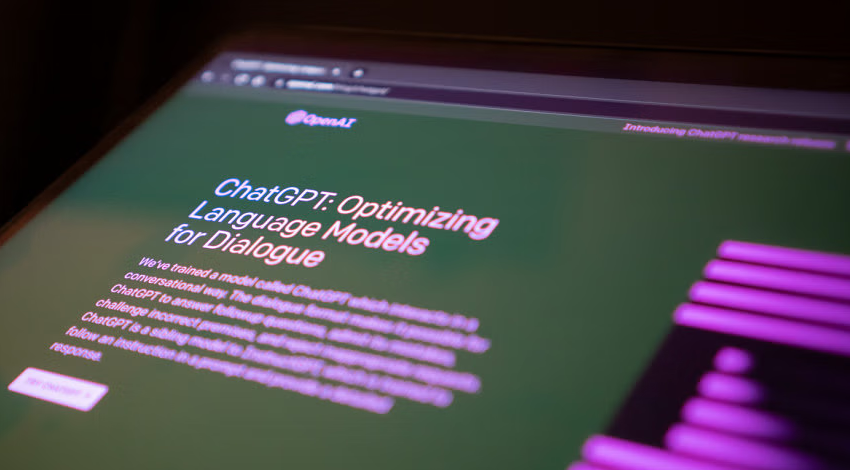 OpenAI
Introducing ChatGPT research release
ChatGPT: Optimizing
Language Models
for Dialogue
We've trained a model called ChatGPT which interacts in a
conversational way. The dialogue format makes it possible for
ChatGPT to answer followup questions, admit its mistakes,
challenge incorrect premises, and reject inappropriate requests.
ChatGPT is a sibling model to InstructGPT, which is trained to
follow an instruction in a prompt and provide a detailed
response.